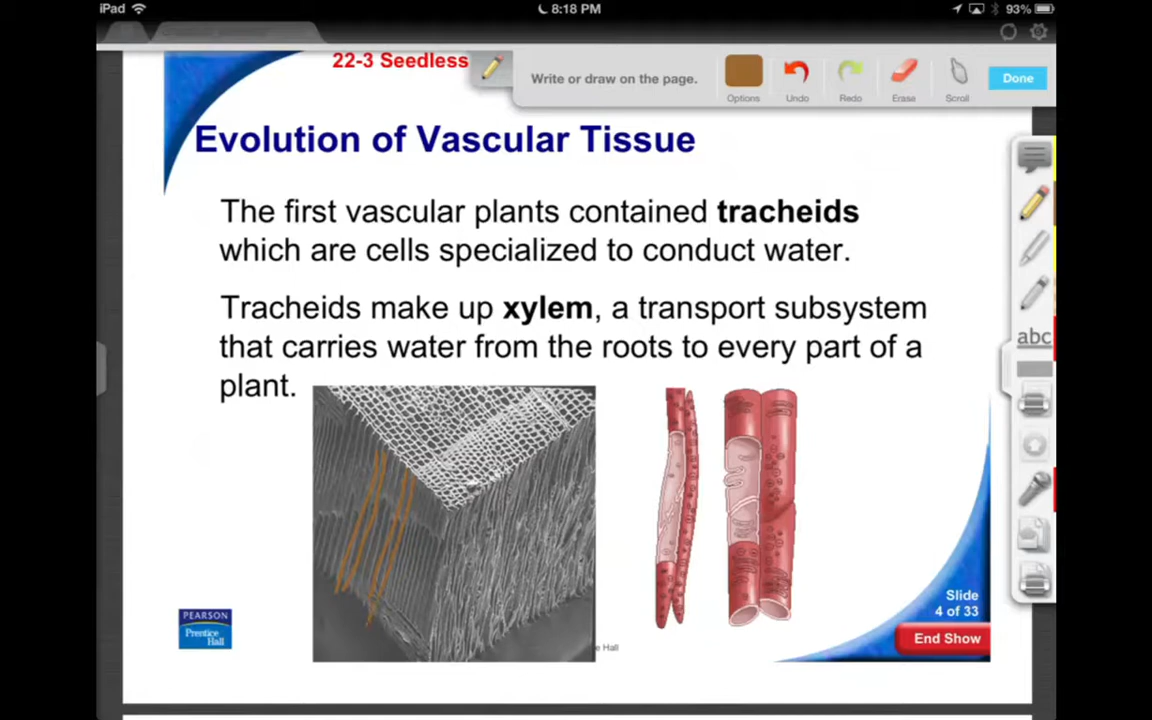 iPad
8:18 PM
93%
22-3 Seedless
Write or draw on the page.
Options
Undo
Redo
Erase
Scroll
Done
Evolution of Vascular Tissue
The first vascular plants contained tracheids
which are cells specialized to conduct water.
Tracheids make up xylem, a transport subsystem
that carries water from the roots to every part of a
plant.
abc
PEARSON
Prentice
Hall
e Hall
Slide
4 of 33
End Show